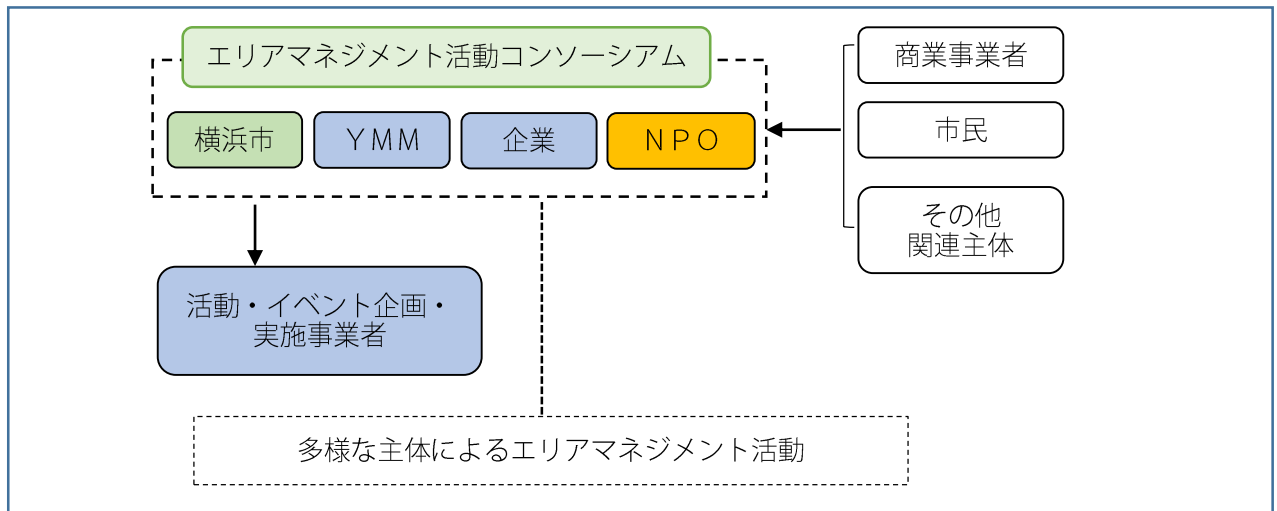 エリアマネジメント活動コンソーシアム
横浜市
ＹＭＭ
企業
ＮＰＯ
商業事業者
市民
その他
関連主体
活動・イベント企画・
実施事業者
多様な主体によるエリアマネジメント活動